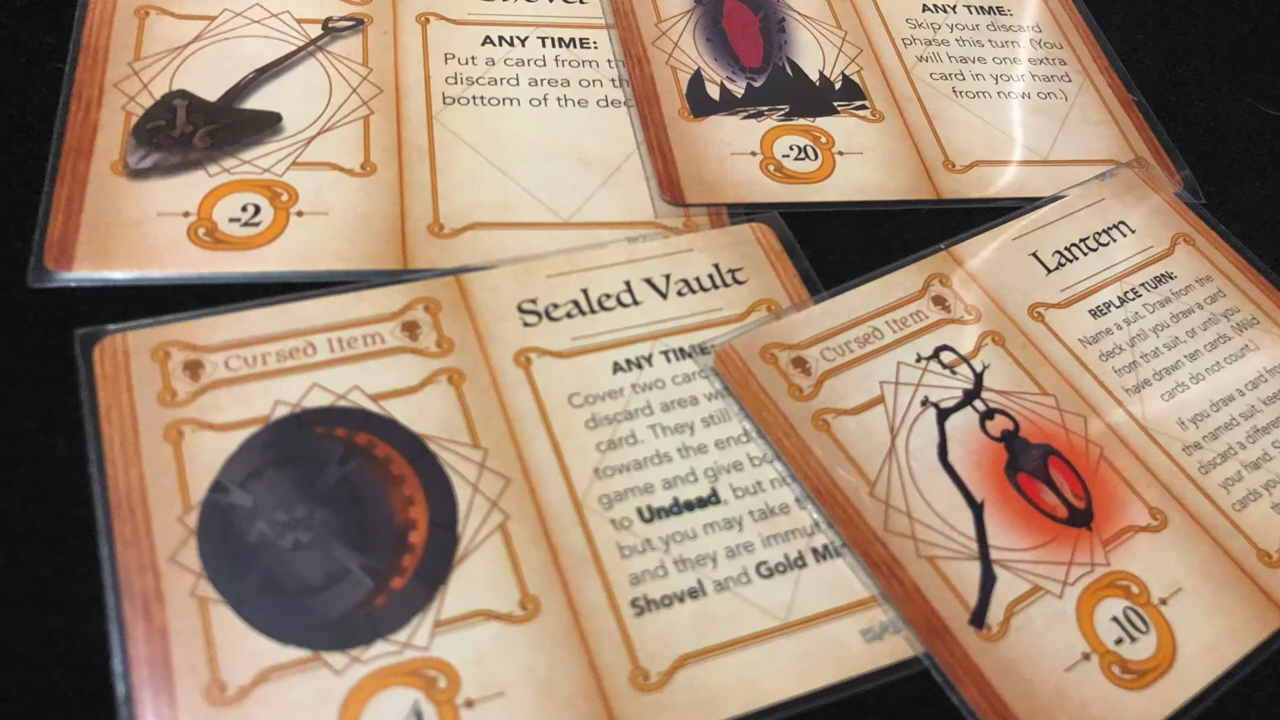 Shovel
ANY TIME:
Put a card from th
discard area on th
bottom of the dec
-2
ANY TIME:
Skip your discard
phase this turn. (You
will have one extra
card in your hand
from now on.)
-20
Cursed Item
Sealed Vault
ANY TIME:
Cover two card
discard area wi
card. They still
towards the end
game and give bo
to Undead, but no
but you may take
and they are immu
Shovel and Gold Mi
Cursed Item
Lantern
REPLACE TURN:
Name a suit. Draw from the
deck until you draw a card
from that suit, or until you
have drawn ten cards. (Wild
cards do not count.)
If you draw a card from
the named suit, keep
discard a different
your hand.
cards you
-10